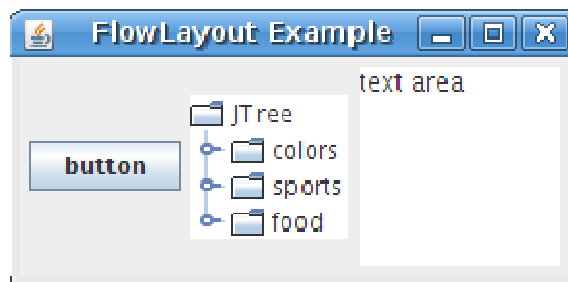 FlowLayout Example
button
JTree
colors
sports
food
text area